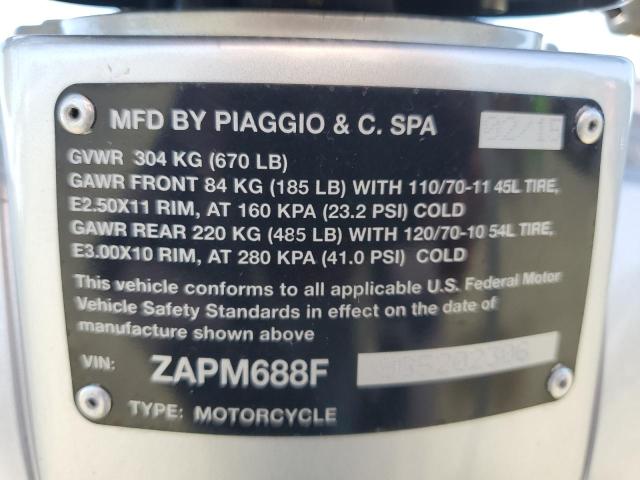 MFD BY PIAGGIO & C. SPA
GVWR 304 KG (670 LB)
GAWR FRONT 84 KG (185 LB) WITH 110/70-11 45L TIRE,
E2.50X11 RIM, AT 160 KPA (23.2 PSI) COLD
GAWR REAR 220 KG (485 LB) WITH 120/70-10 54L TIRE,
E3.00X10 RIM, AT 280 KPA (41.0 PSI) COLD
This vehicle conforms to all applicable U.S. Federal Motor
Vehicle Safety Standards in effect on the date of
manufacture shown above
VIN: ZAPM688F
TYPE: MOTORCYCLE